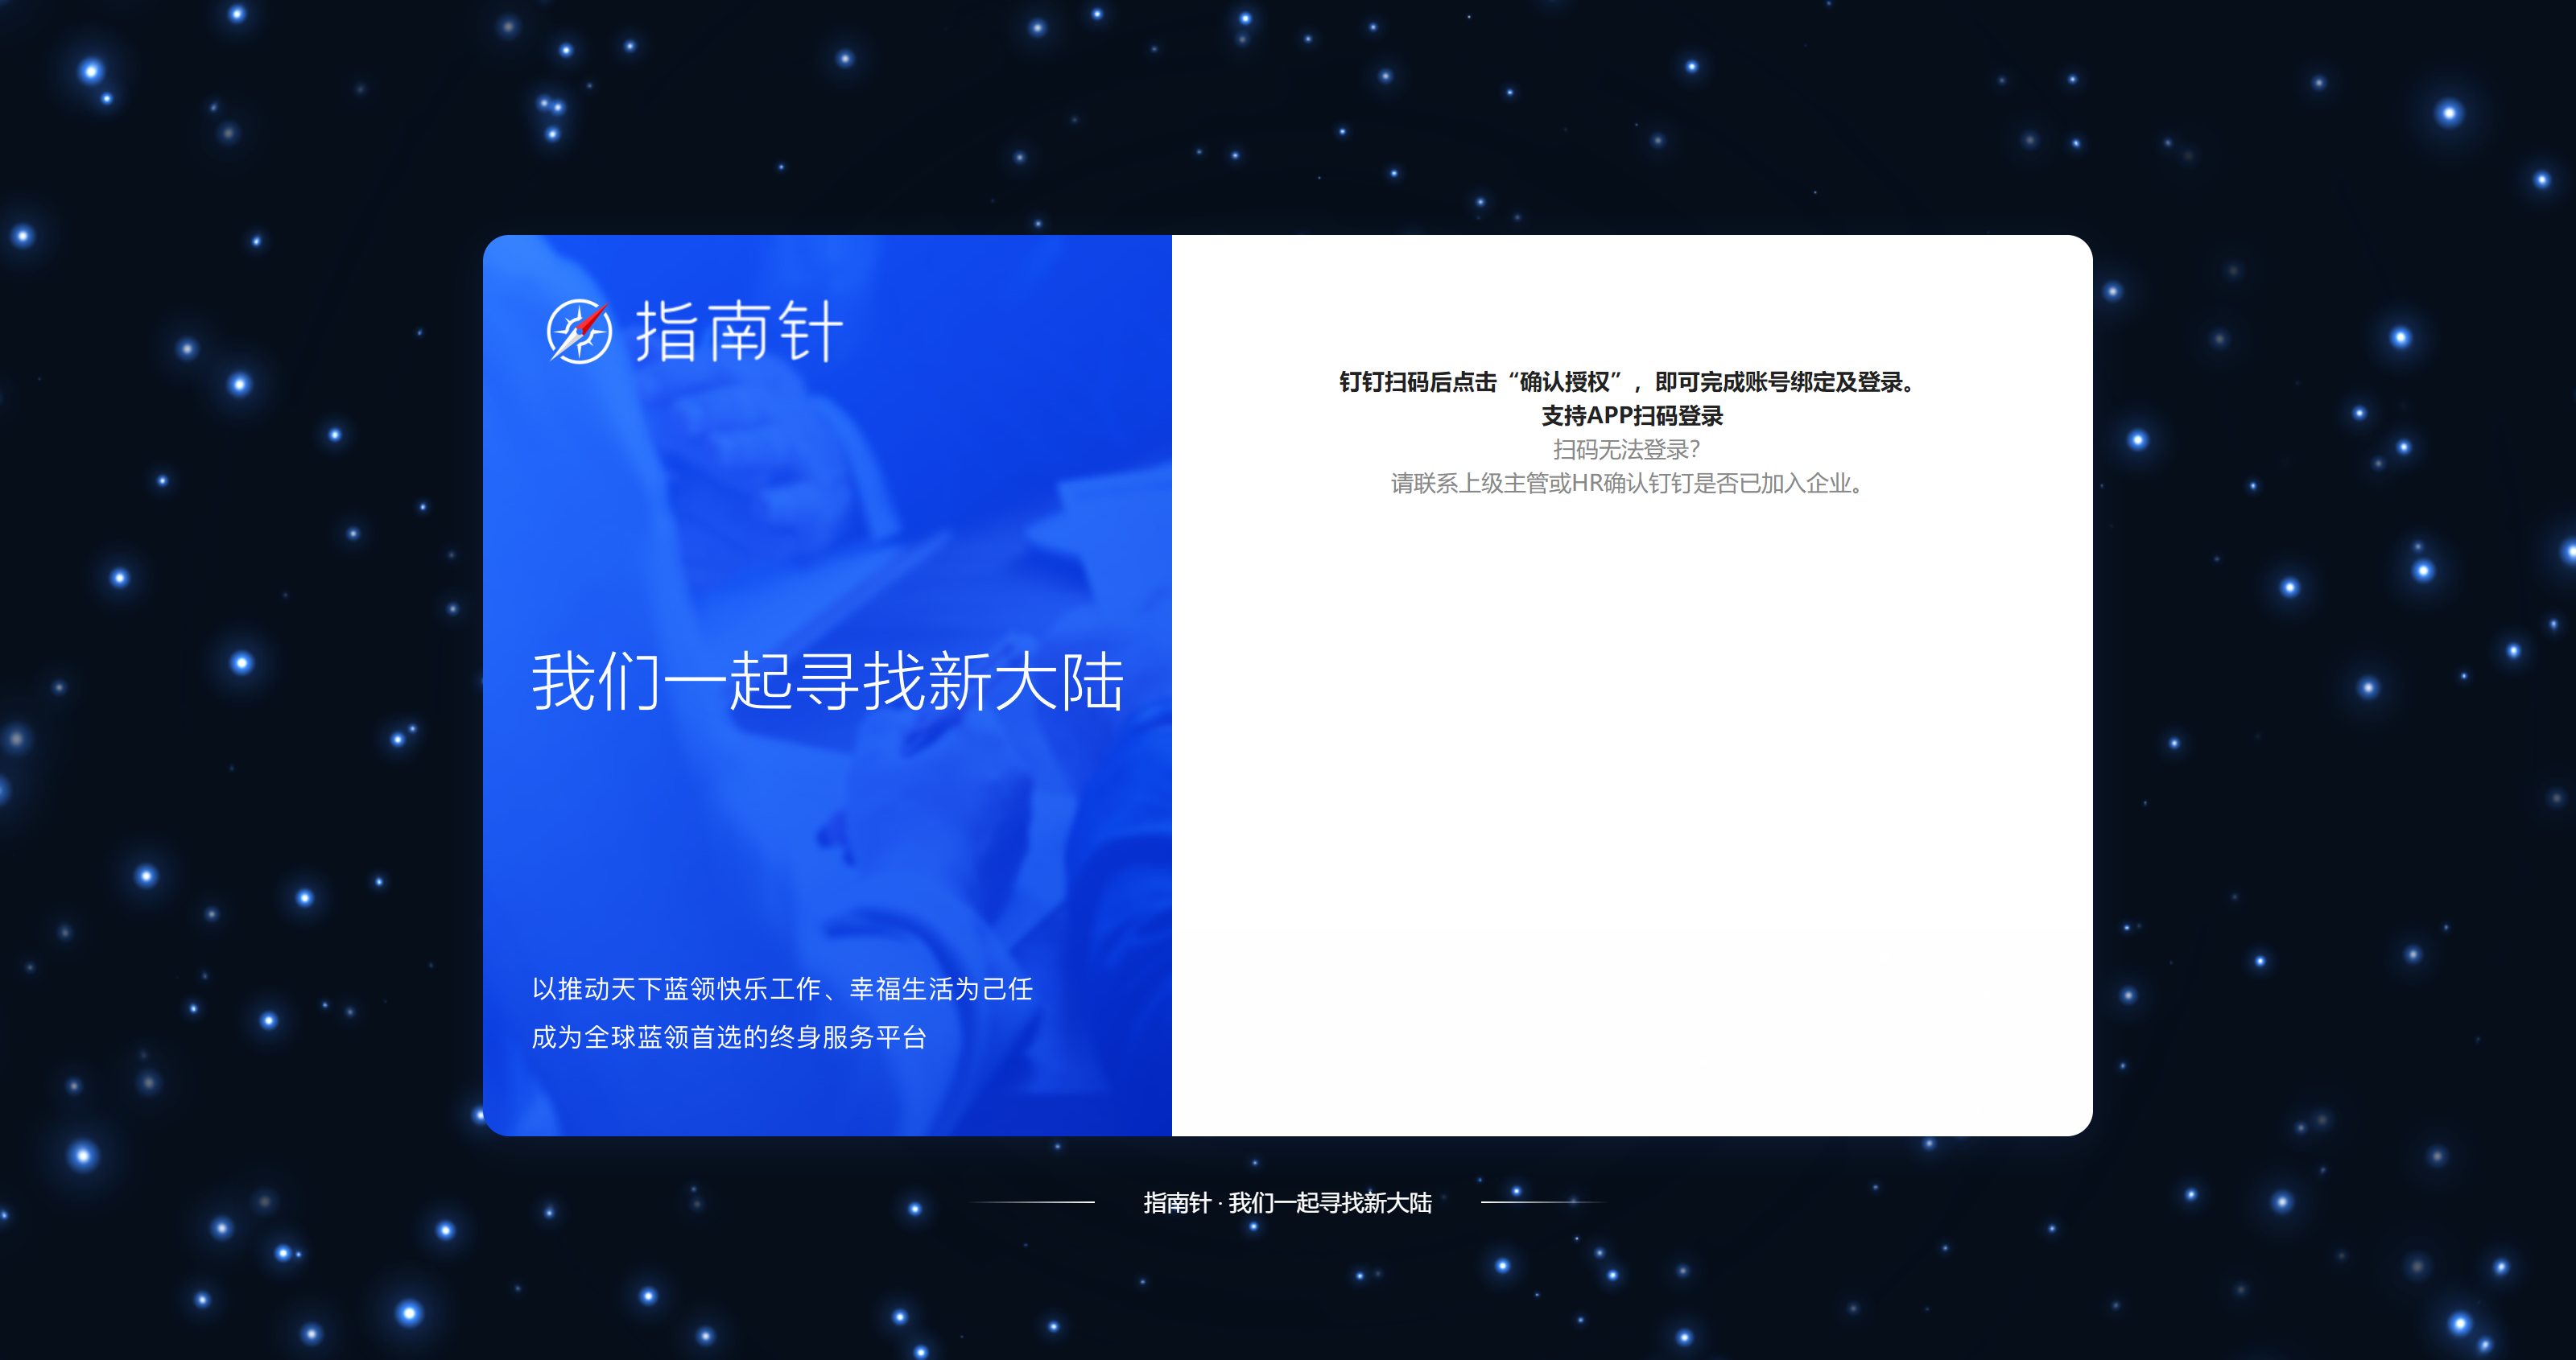 指南针
我们一起寻找新大陆
以推动天下蓝领快乐工作、幸福生活为己任
成为全球蓝领首选的终身服务平台
钉钉扫码后点击“确认授权”，即可完成账号绑定及登录。
支持APP扫码登录
扫码无法登录?
请联系上级主管或HR确认钉钉是否已加入企业。
指南针 · 我们一起寻找新大陆